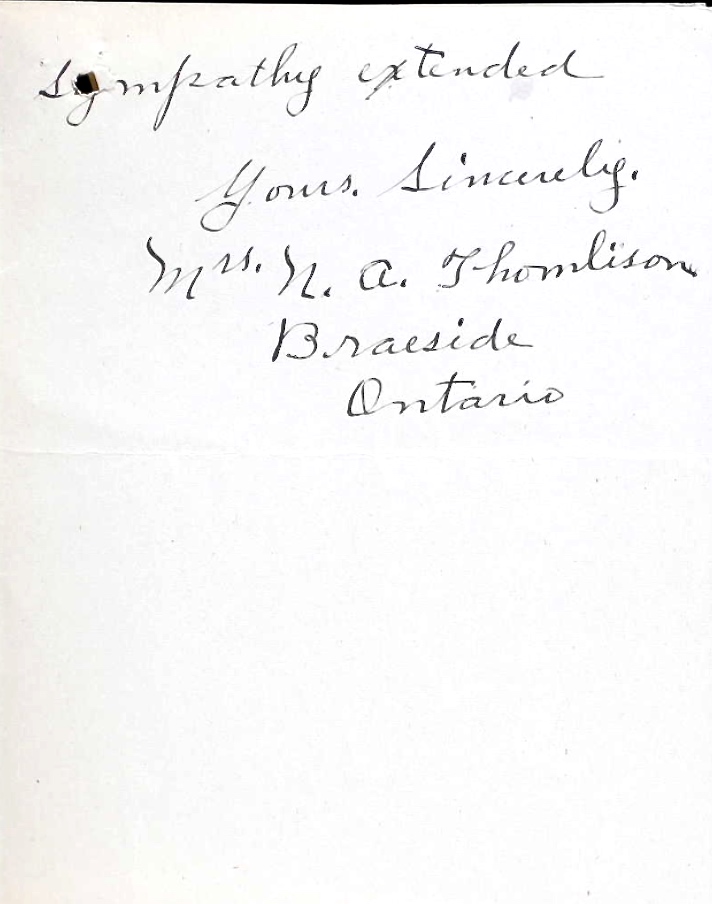 Sympathy extended
Yours. Sincerely.
Mrs. N. A. Thomlison
Braeside
Ontario